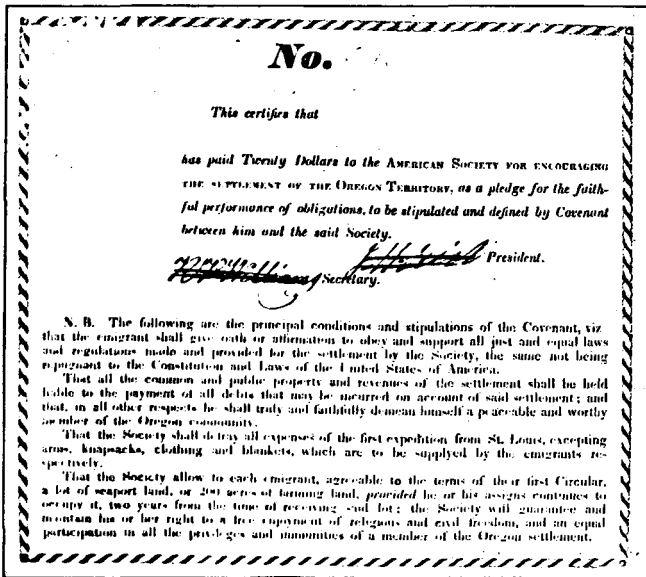 No.
This certifies that
has paid Twenty Dollars to the AMERICAN SOCIETY FOR ENCOURAGING
THE SETTLEMENT OF THE OREGON TERRITORY, as a pledge for the faith-
ful performance of obligations, to be stipulated and defined by Covenant
between him and the said Society.
President.
Secretary.
N. B. The following are the principal conditions and stipulations of the Covenant, viz
that the emigrant shall give oath or affirmation to obey and support all just and equal laws
and regulations made and provided for the settlement by the Society, the same not being
repugnant to the Constitution and Laws of the United States of America.
That all the common and public property and revenues of the settlement shall be held
liable to the payment of all debts that may be incurred on account of said settlement; and
that, in all other respects he shall truly and faithfully demean himself a peaceable and worthy
member of the Oregon community.
That the Society shall defray all expenses of the first expedition from St. Louis, excepting
arms, knapsacks, clothing and blankets, which are to be supplyed by the emigrants re-
spectively.
That the Society allow to each emigrant, agreeable to the terms of their first Circular,
a lot of seaport land, or 200 acres of farming land, provided he or his assigns continues to
occupy it, two years from the time of receiving said lot; the Society will guarantee and
maintain his or her right to a free enjoyment of religious and civil freedom, and an equal
participation in all the privileges and immunities of a member of the Oregon settlement.